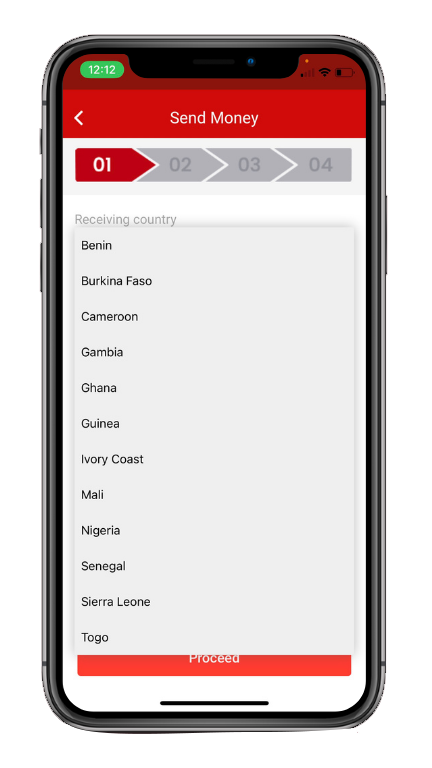 12:12
Send Money
01 02 03 04
Receiving country
Benin
Burkina Faso
Cameroon
Gambia
Ghana
Guinea
Ivory Coast
Mali
Nigeria
Senegal
Sierra Leone
Togo
Proceed